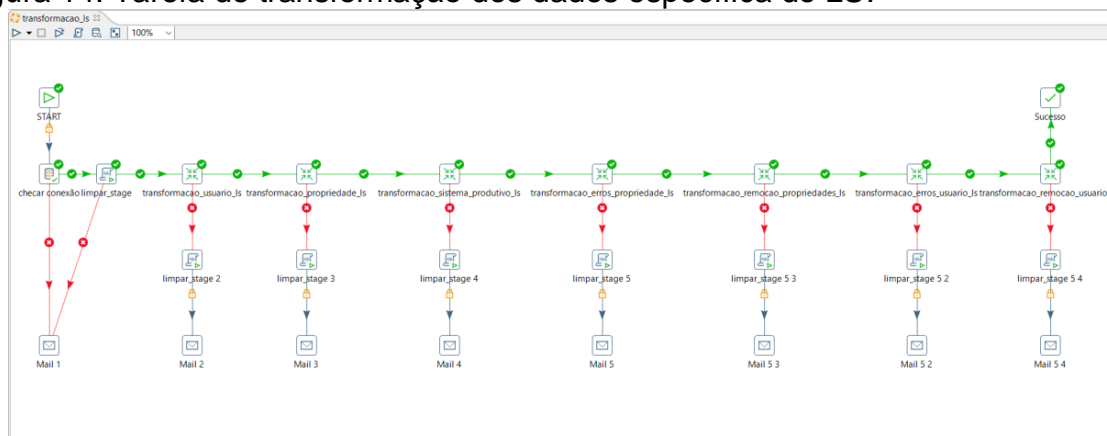 transformacao_ls
100%
START
Sucesso
checar conexão limpar_stage transformacao_usuario_ls transformacao_propriedade_ls transformacao_sistema_produtivo_ls transformacao_erros_propriedade_ls transformacao_remocao_propriedades_ls transformacao_erros_usuario_ls transformacao_remocao_usuario
limpar_stage 2 limpar_stage 3 limpar_stage 4 limpar_stage 5 limpar_stage 5 3 limpar_stage 5 2 limpar_stage 5 4
Mail 1 Mail 2 Mail 3 Mail 4 Mail 5 Mail 5 3 Mail 5 2 Mail 5 4